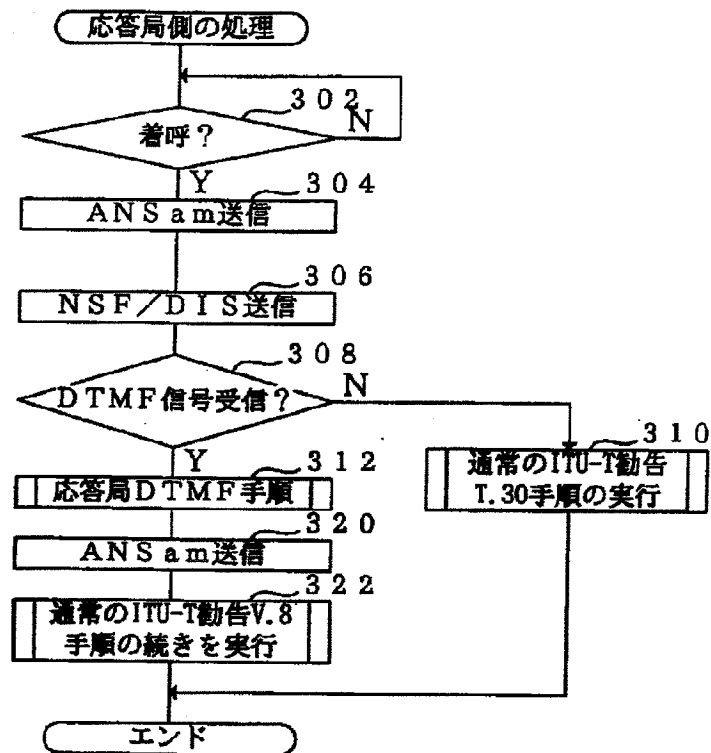 応答局側の処理
302
着呼?
N
Y
304
ANSam送信
306
NSF/DIS送信
308
DTMF信号受信?
N
Y
310
通常のITU-T勧告
T.30手順の実行
312
応答局DTMF手順
320
ANSam送信
322
通常のITU-T勧告V.8
手順の続きを実行
エンド